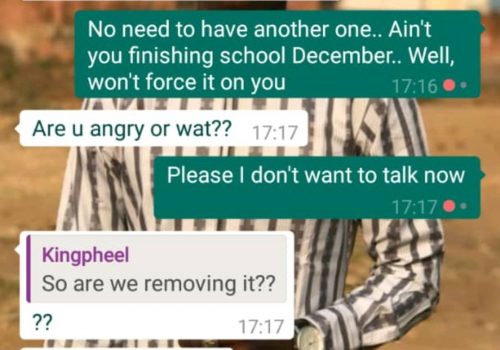 No need to have another one.. Ain't
you finishing school December.. Well,
won't force it on you
17:16
Are u angry or wat??
17:17
Please I don't want to talk now
17:17
Kingpheel
So are we removing it??
??
17:17